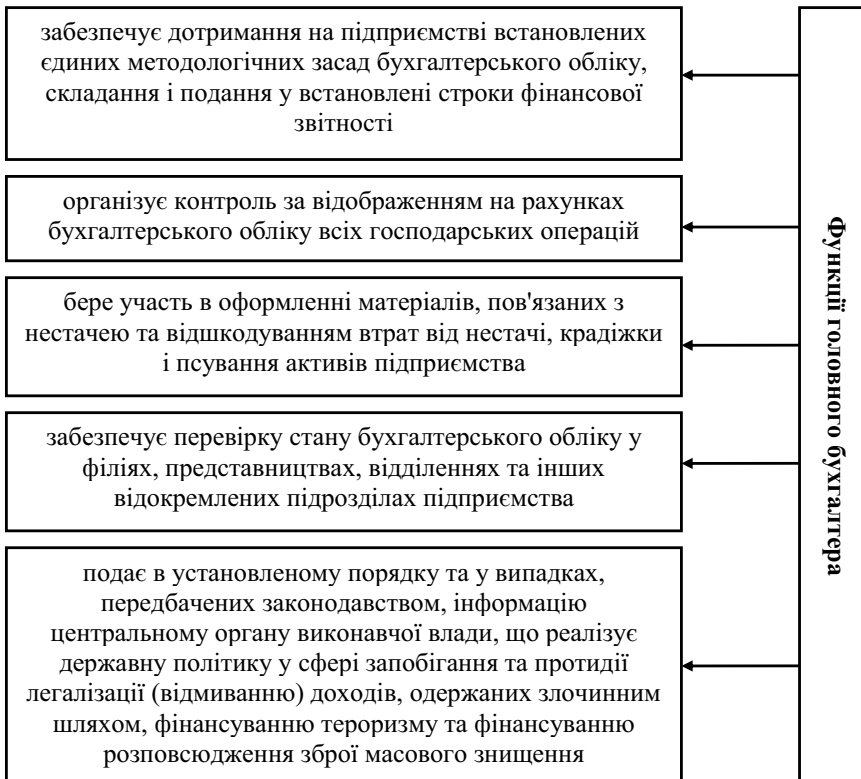 забезпечує дотримання на підприємстві встановлених
єдиних методологічних засад бухгалтерського обліку,
складання і подання у встановлені строки фінансової
звітності
організує контроль за відображенням на рахунках
бухгалтерського обліку всіх господарських операцій
бере участь в оформленні матеріалів, пов'язаних з
нестачею та відшкодуванням втрат від нестачі, крадіжки
і псування активів підприємства
забезпечує перевірку стану бухгалтерського обліку у
філіях, представництвах, відділеннях та інших
відокремлених підрозділах підприємства
подає в установленому порядку та у випадках,
передбачених законодавством, інформацію
центральному органу виконавчої влади, що реалізує
державну політику у сфері запобігання та протидії
легалізації (відмиванню) доходів, одержаних злочинним
шляхом, фінансуванню тероризму та фінансуванню
розповсюдження зброї масового знищення
Функції головного бухгалтера